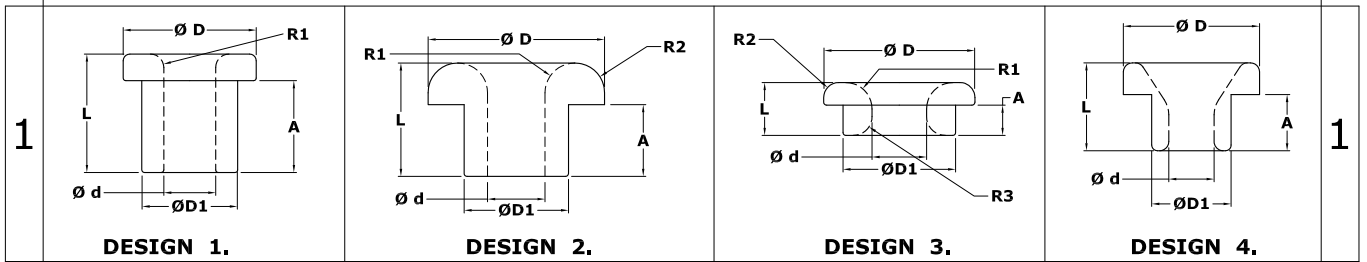 1
Ø D
R1
L
A
Ø d
ØD1
DESIGN 1.
Ø D
R1
R2
L
A
Ø d
ØD1
DESIGN 2.
R2
Ø D
R1
L
A
Ø d
ØD1
R3
DESIGN 3.
Ø D
L
A
Ø d
ØD1
DESIGN 4.
1